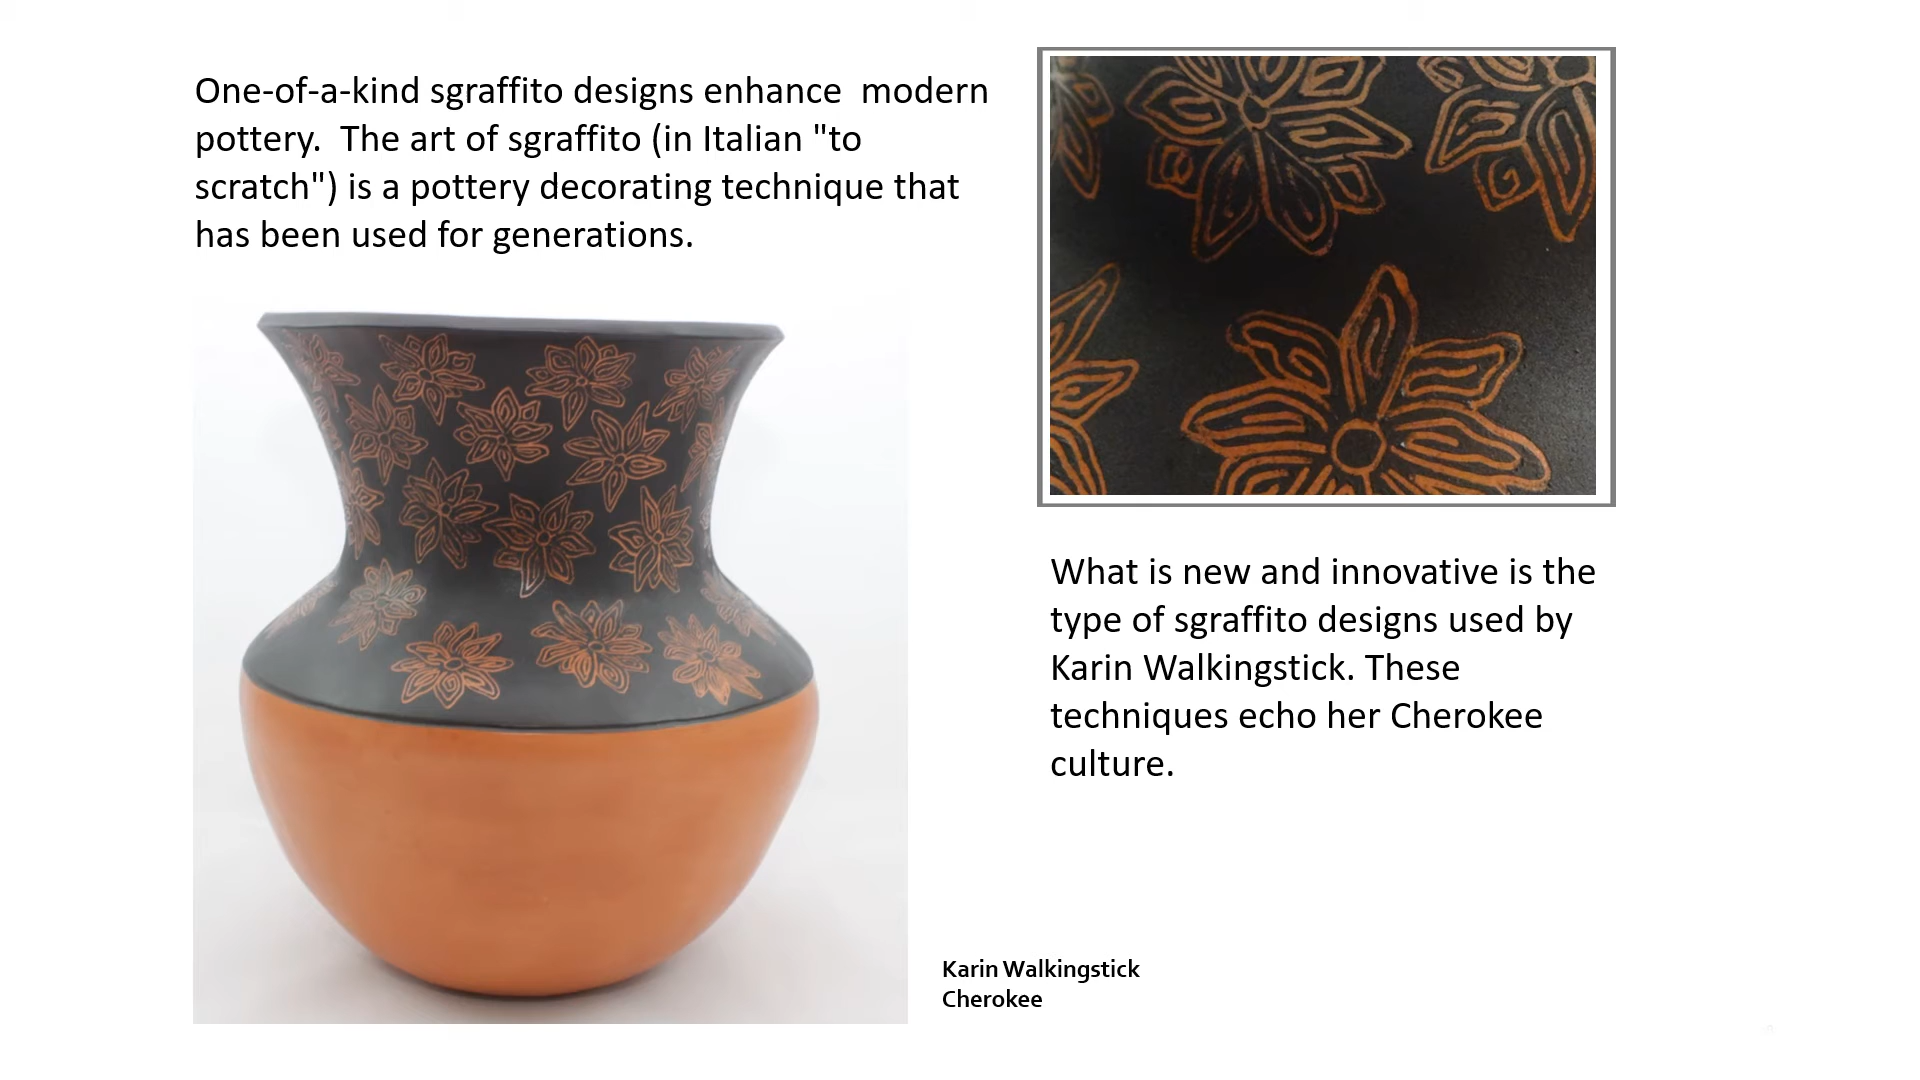 One-of-a-kind sgraffito designs enhance  modern
pottery.  The art of sgraffito (in Italian "to
scratch") is a pottery decorating technique that
has been used for generations.
What is new and innovative is the
type of sgraffito designs used by
Karin Walkingstick. These
techniques echo her Cherokee
culture.
Karin Walkingstick
Cherokee